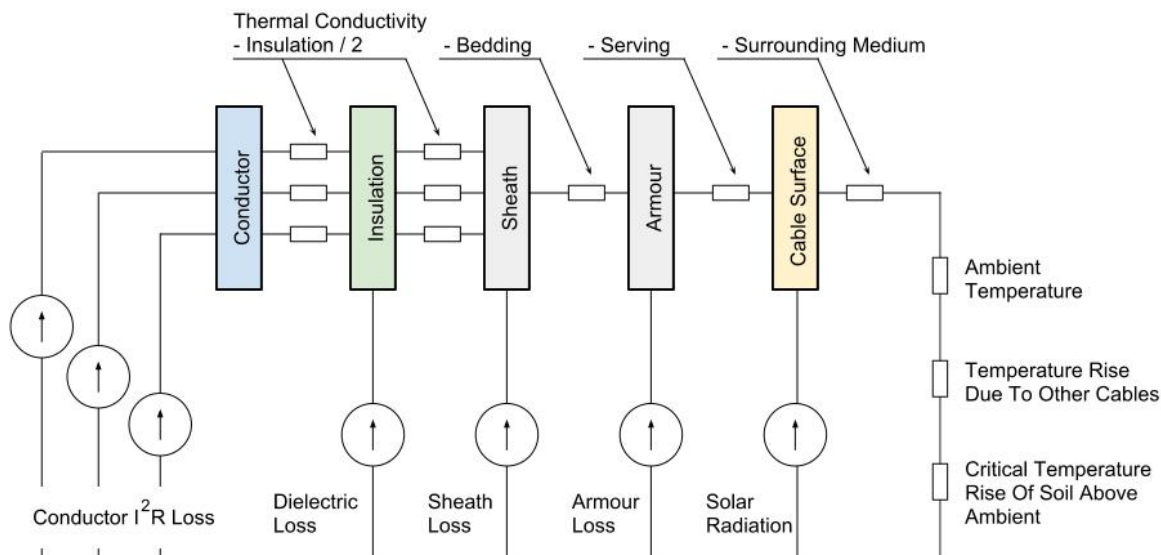 Thermal Conductivity
- Insulation / 2
- Bedding
- Serving
- Surrounding Medium
Conductor
Insulation
Sheath
Armour
Cable Surface
Ambient
Temperature
Temperature Rise
Due To Other Cables
Critical Temperature
Rise Of Soil Above
Ambient
Conductor I²R Loss
Dielectric
Loss
Sheath
Loss
Armour
Loss
Solar
Radiation